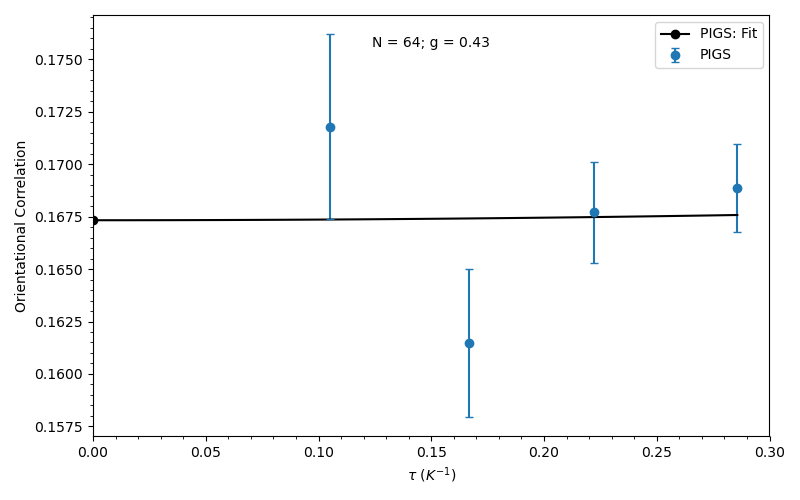 N = 64; g = 0.43
PIGS: Fit
PIGS
Orientational Correlation
0.1750
0.1725
0.1700
0.1675
0.1650
0.1625
0.1600
0.1575
0.00 0.05 0.10 0.15 0.20 0.25 0.30
τ (K⁻¹)